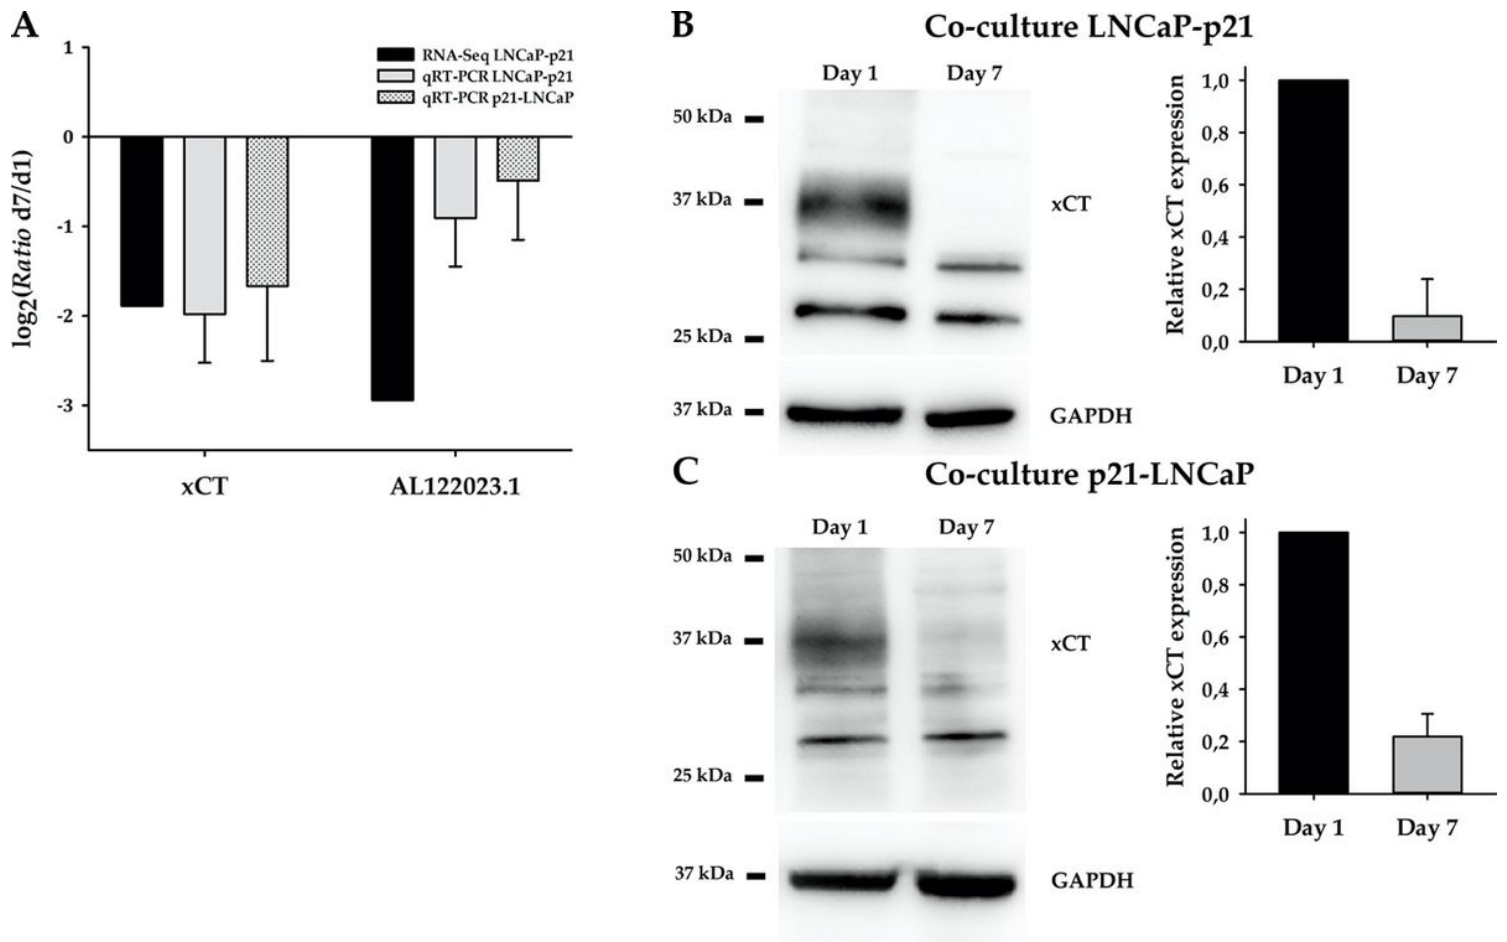 A
1
0
-1
-2
-3
log2(Ratio d7/d1)
RNA-Seq LNCaP-p21
qRT-PCR LNCaP-p21
qRT-PCR p21-LNCaP
xCT
AL122023.1
B
Co-culture LNCaP-p21
Day 1 Day 7
50 kDa
37 kDa
25 kDa
37 kDa
xCT
GAPDH
Relative xCT expression
1,0
0,8
0,6
0,4
0,2
0,0
Day 1 Day 7
C
Co-culture p21-LNCaP
Day 1 Day 7
50 kDa
37 kDa
25 kDa
37 kDa
xCT
GAPDH
Relative xCT expression
1,0
0,8
0,6
0,4
0,2
0,0
Day 1 Day 7